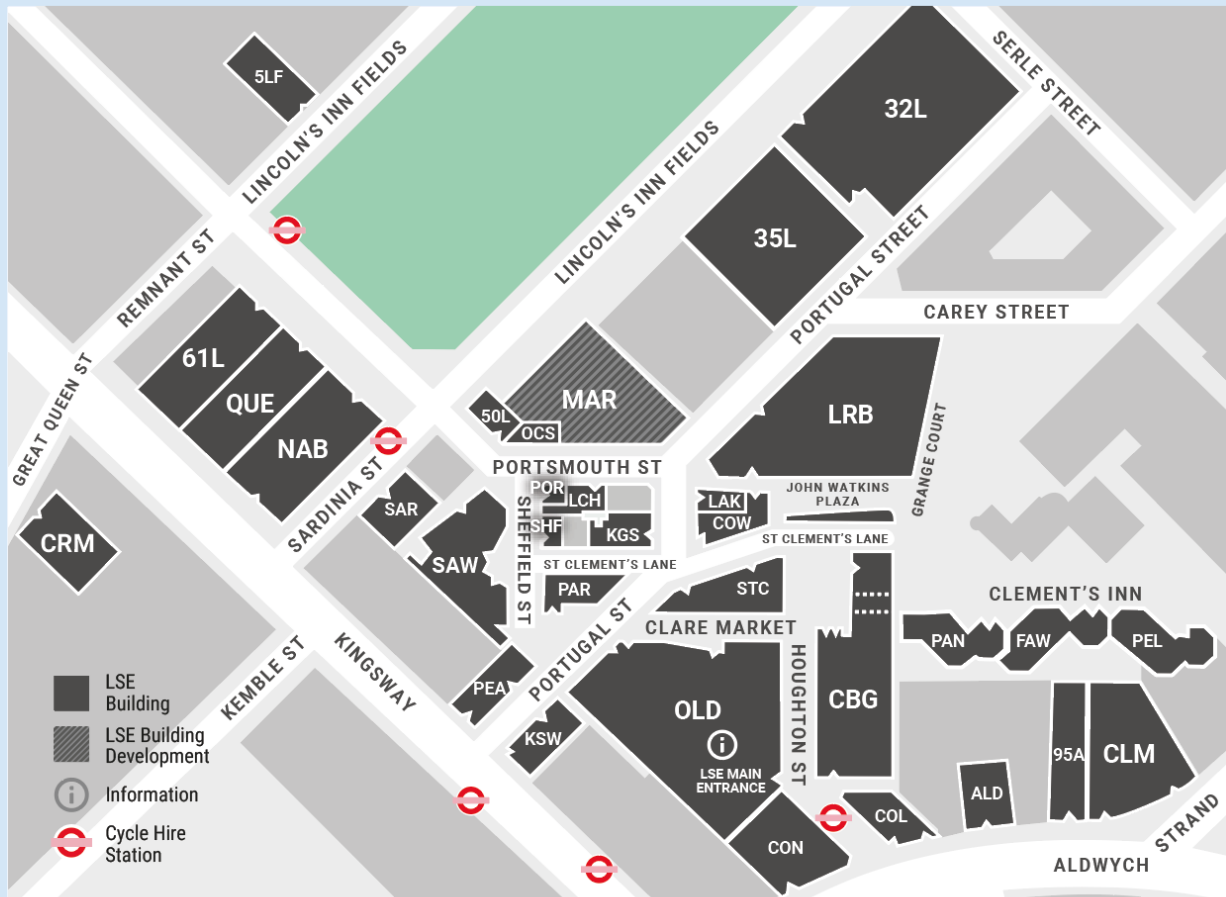 5LF
LINCOLN'S INN FIELDS
SERLE STREET
32L
LINCOLN'S INN FIELDS
35L
REMNANT ST
PORTUGAL STREET
CAREY STREET
61L
QUE
NAB
GREAT QUEEN ST
MAR
50L
OCS
LRB
GRANGE COURT
PORTSMOUTH ST
SARDINIA ST
SAR
POR
LCH
SHEFFIELD ST
SHF
KGS
LAK
COW
JOHN WATKINS
PLAZA
ST CLEMENT'S LANE
CRM
SAW
ST CLEMENT'S LANE
PAR
STC
CLEMENT'S INN
PAN
FAW
PEL
CLARE MARKET
PORTUGAL ST
KEMBLE ST
KINGSWAY
PEA
HOUGHTON ST
KSW
OLD
LSE MAIN
ENTRANCE
CBG
95A
CLM
ALD
COL
CON
STRAND
ALDWYCH
LSE
Building
LSE Building
Development
i
Information
Cycle Hire
Station